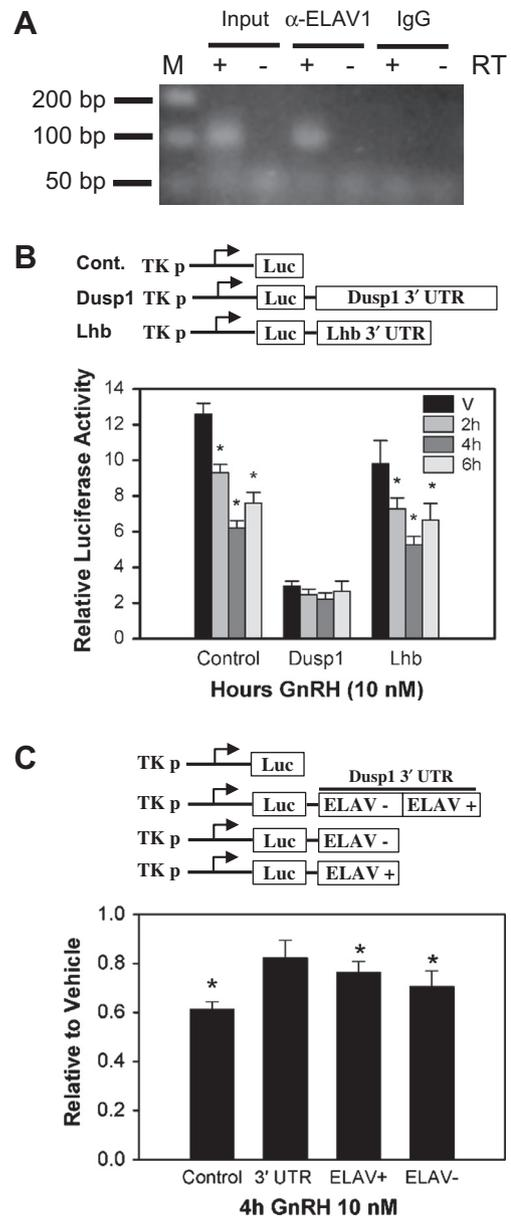 A
Input α-ELAV1 IgG
M + - + - + - RT
200 bp
100 bp
50 bp
B
Cont. TK p Luc
Dusp1 TK p Luc Dusp1 3′ UTR
Lhb TK p Luc Lhb 3′ UTR
Relative Luciferase Activity
14
12
10
8
6
4
2
0
V
2h
4h
6h
* * *
* * *
Control Dusp1 Lhb
Hours GnRH (10 nM)
C
TK p Luc
Dusp1 3′ UTR
TK p Luc ELAV - ELAV +
TK p Luc ELAV -
TK p Luc ELAV +
Relative to Vehicle
1.0
0.8
0.6
0.4
0.2
0.0
* * *
Control 3′ UTR ELAV+ ELAV-
4h GnRH 10 nM